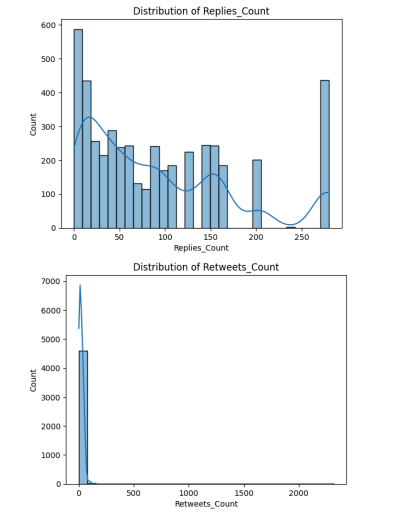 Distribution of Replies_Count
600
500
400
300
200
100
0
Count
0 50 100 150 200 250
Replies_Count
Distribution of Retweets_Count
7000
6000
5000
4000
3000
2000
1000
0
Count
0 500 1000 1500 2000
Retweets_Count